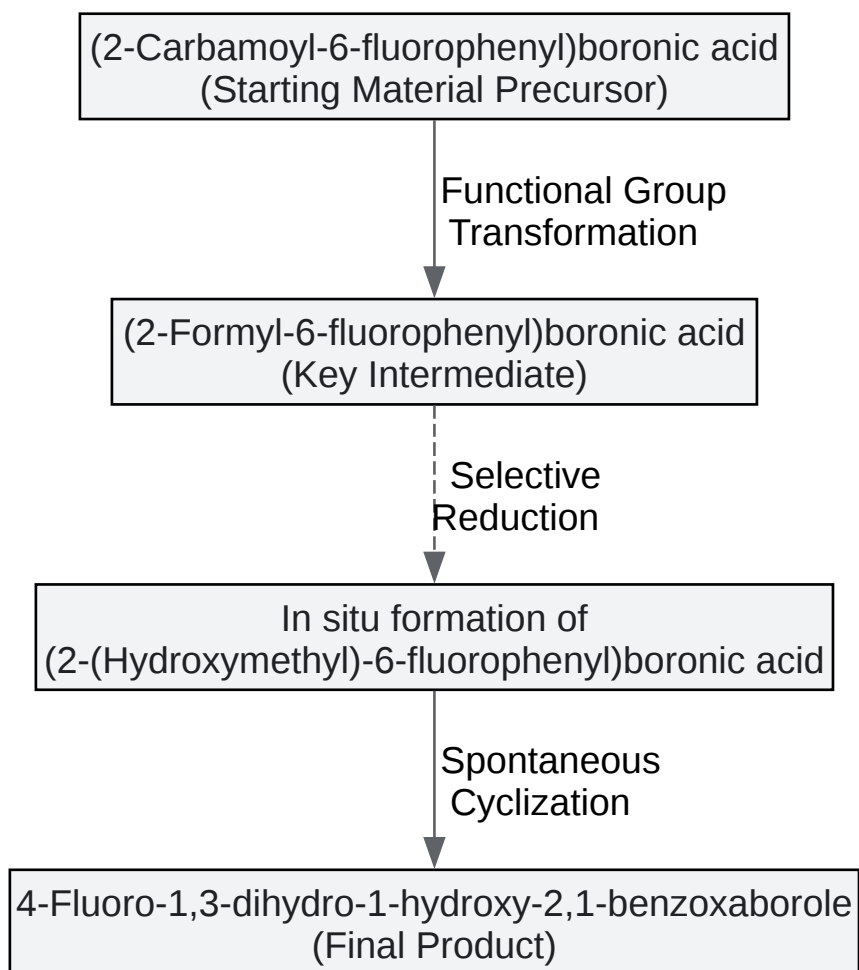 (2-Carbamoyl-6-fluorophenyl)boronic acid
(Starting Material Precursor)
Functional Group
Transformation
(2-Formyl-6-fluorophenyl)boronic acid
(Key Intermediate)
Selective
Reduction
In situ formation of
(2-(Hydroxymethyl)-6-fluorophenyl)boronic acid
Spontaneous
Cyclization
4-Fluoro-1,3-dihydro-1-hydroxy-2,1-benzoxaborole
(Final Product)